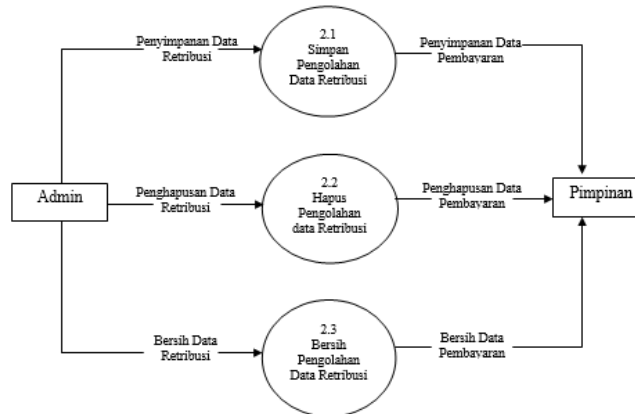 Penyimpanan Data
Retribusi
2.1
Simpan
Pengolahan
Data Retribusi
Penyimpanan Data
Pembayaran
Admin
Penghapusan Data
Retribusi
2.2
Hapus
Pengolahan
data Retribusi
Penghapusan Data
Pembayaran
Pimpinan
Bersih Data
Retribusi
2.3
Bersih
Pengolahan
Data Retribusi
Bersih Data
Pembayaran